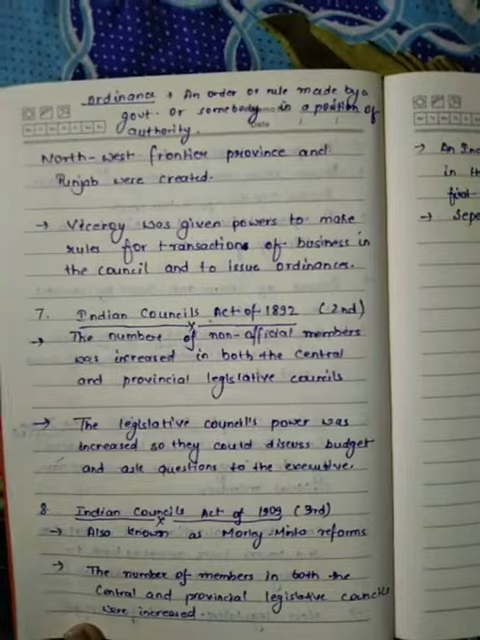 ordinance → An order or rule made by a
govt. or somebody in a position of
authority.
Date
North-west frontier province and
Punjab were created.
→ Viceroy was given powers to make
rules for transactions of business in
the council and to issue ordinances.
7. Indian Councils Act of 1892 (2nd)
→ The number of non-official members
was increased in both the central
and provincial legislative councils
→ The legislative council's power was
increased so they could discuss budget
and ask questions to the executive.
8. Indian Councils Act of 1909 (3rd)
→ Also known as Morley Minto reforms
→ The number of members in both the
Central and provincial legislative councils
were increased.
→ An Ind
in th
first
→ Sepa